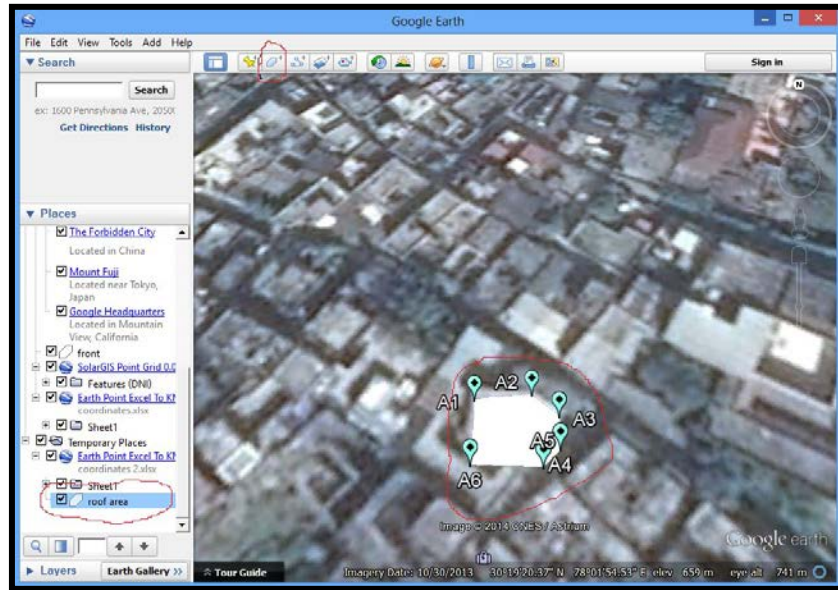 Google Earth
File Edit View Tools Add Help
▼ Search
Sign in
Search
ex: 1600 Pennsylvania Ave, 2050
Get Directions History
N
▼ Places
The Forbidden City
Located in China
Mount Fuji
Located near Tokyo,
Japan
Google Headquarters
Located in Mountain
View, California
front
SolarGIS Point Grid 0.0
Features (DNI)
Earth Point Excel To KM
coordinates.xlsx
Sheet1
Temporary Places
Earth Point Excel To KM
coordinates 2.xlsx
Sheet1
roof area
A1
A2
A3
A5
A4
A6
Image © 2014 CNES / Astrium
Google earth
▶ Layers
Earth Gallery »
Tour Guide
Imagery Date: 10/30/2013 30°19'20.37" N 78°01'54.53" E elev 659 m eye alt 741 m